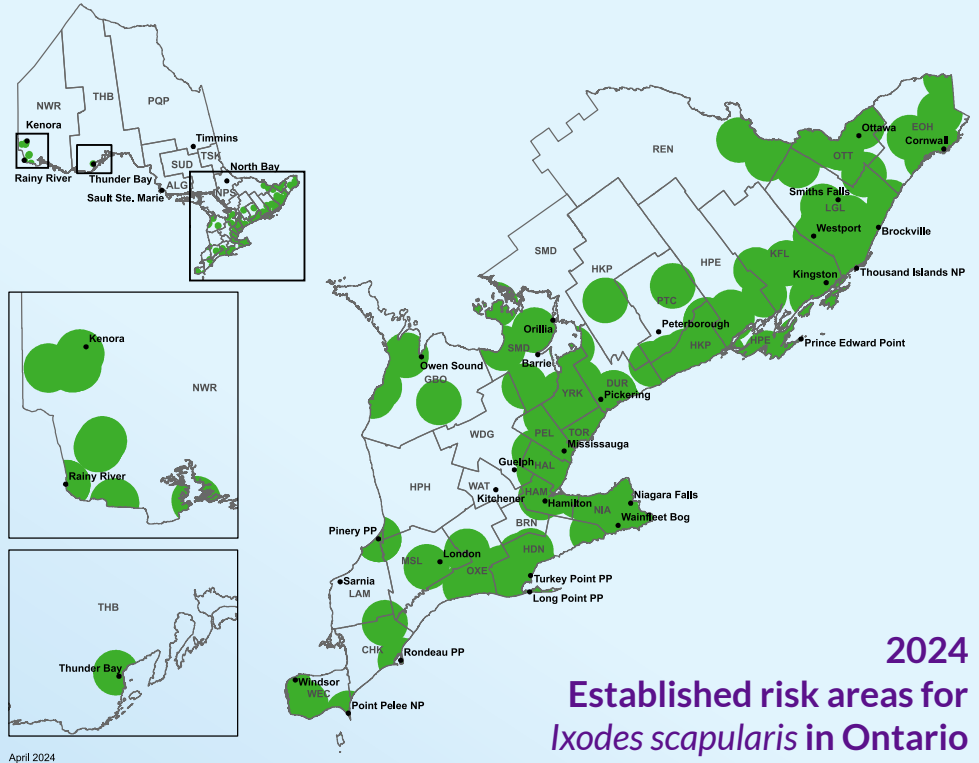 NWR
THB
PQP
Kenora
Timmins
TSK
SUD
North Bay
Rainy River
Thunder Bay
ALG
NPS
Sault Ste. Marie
REN
Ottawa
EOH
Cornwall
OTT
Smiths Falls
LGL
Westport
Brockville
SMD
HPE
KFL
HKP
Kingston
Thousand Islands NP
PTC
Orillia
Peterborough
SMD
HKP
HPE
Prince Edward Point
Barrie
Owen Sound
GBO
DUR
YRK
Pickering
WDG
PEL
TOR
Mississauga
Guelph
HAL
HPH
WAT
Kitchener
HAM
Hamilton
Niagara Falls
NIA
Wainfleet Bog
BRN
Pinery PP
HDN
London
MSL
OXE
Turkey Point PP
Sarnia
LAM
Long Point PP
CHK
Rondeau PP
Windsor
WEC
Point Pelee NP
Kenora
NWR
Rainy River
THB
Thunder Bay
2024
Established risk areas for
Ixodes scapularis in Ontario
April 2024